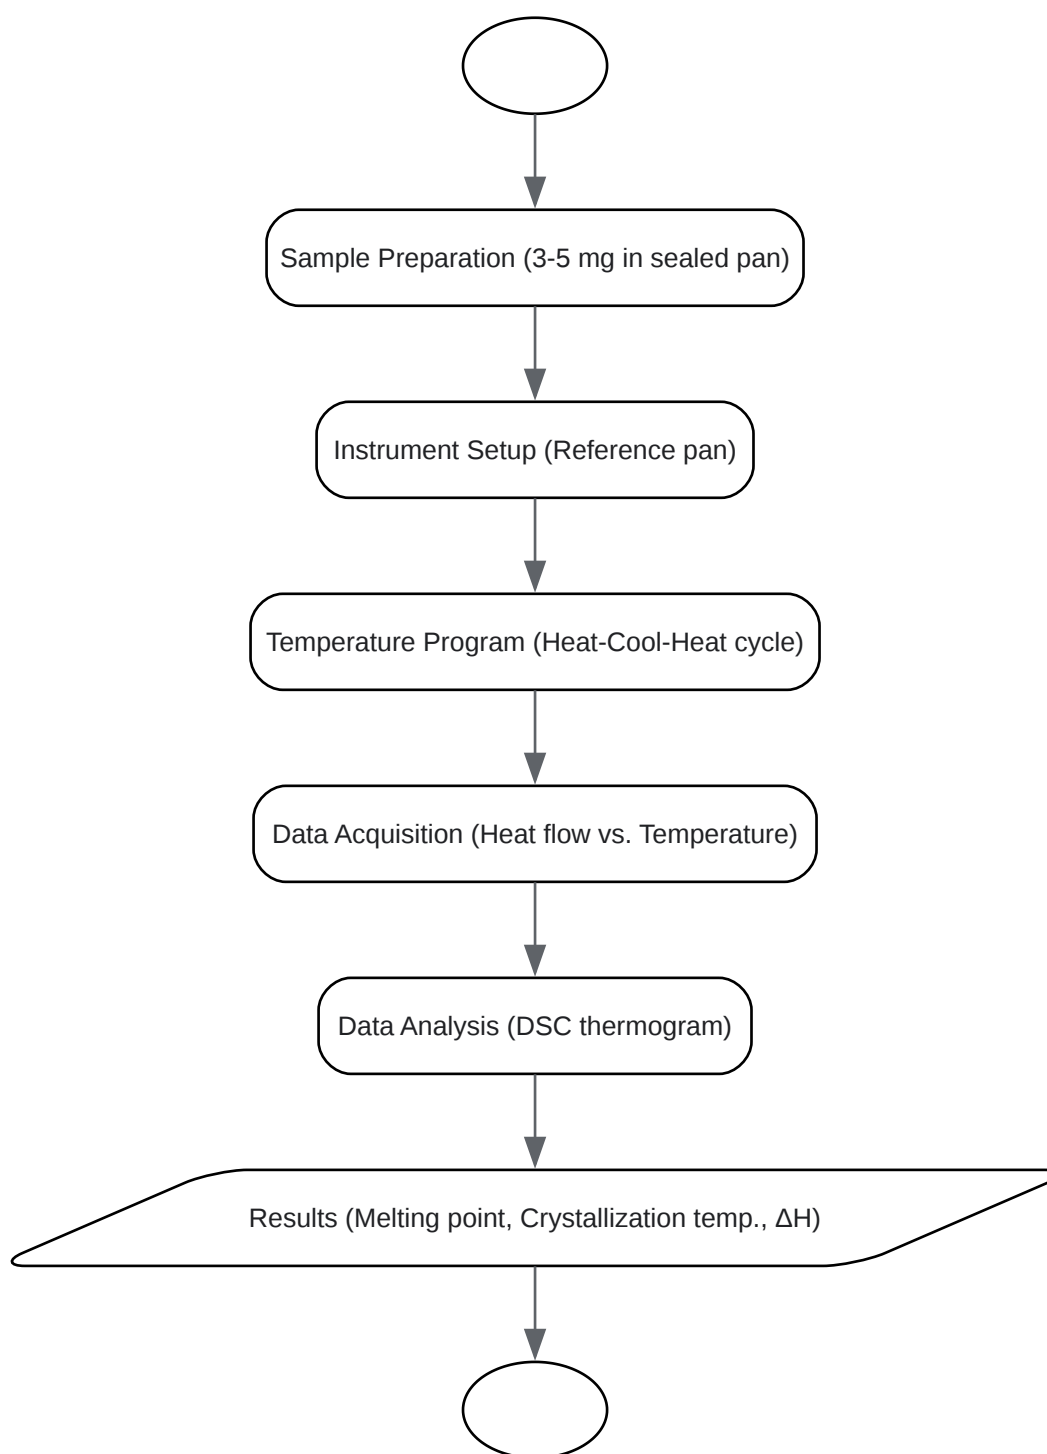 Sample Preparation (3-5 mg in sealed pan)
Instrument Setup (Reference pan)
Temperature Program (Heat-Cool-Heat cycle)
Data Acquisition (Heat flow vs. Temperature)
Data Analysis (DSC thermogram)
Results (Melting point, Crystallization temp., ΔH)